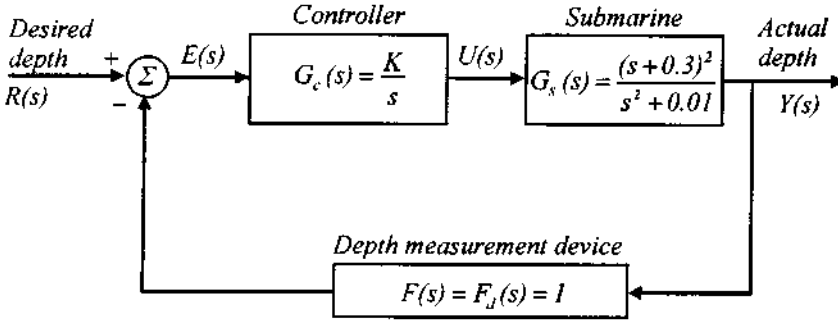 Controller
Submarine
Desired
depth
R(s)
+
−
Σ
E(s)
G_c(s) = K/s
U(s)
G_s(s) = (s+0.3)²/(s²+0.01)
Actual
depth
Y(s)
Depth measurement device
F(s) = F_d(s) = 1